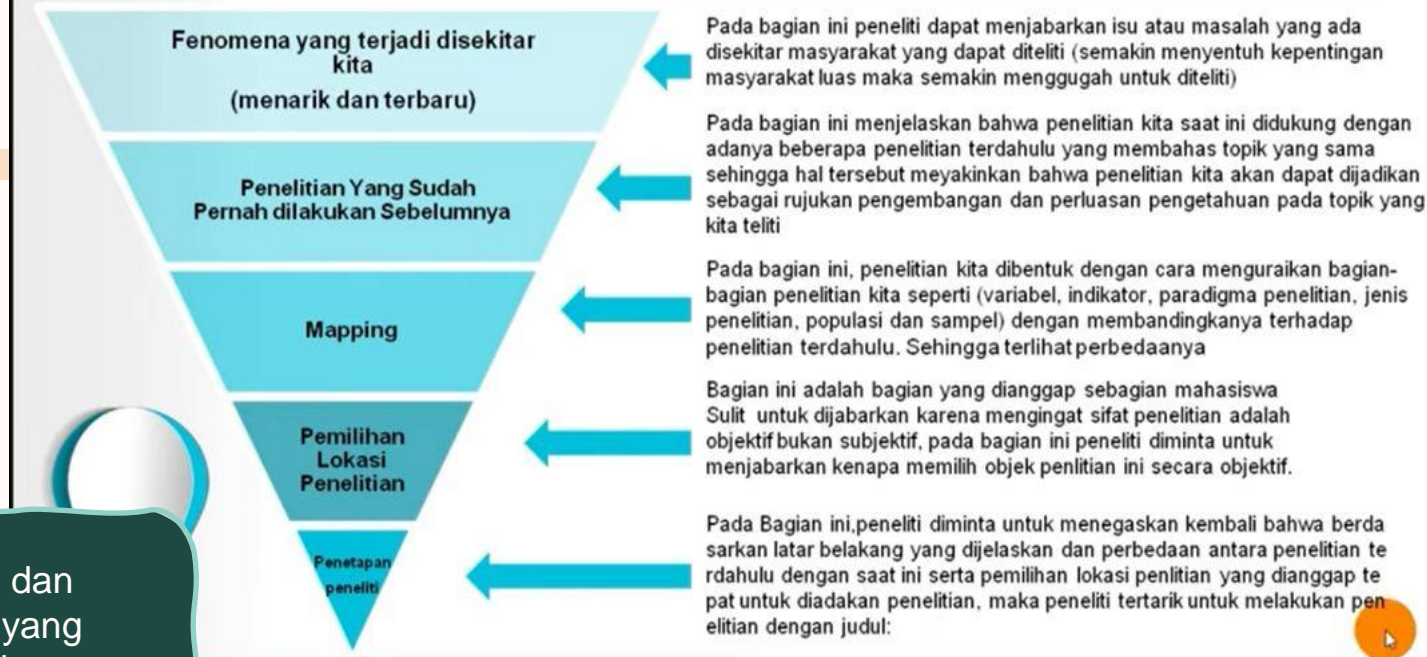 Fenomena yang terjadi disekitar
kita
(menarik dan terbaru)
Pada bagian ini peneliti dapat menjabarkan isu atau masalah yang ada
disekitar masyarakat yang dapat diteliti (semakin menyentuh kepentingan
masyarakat luas maka semakin menggugah untuk diteliti)
Penelitian Yang Sudah
Pernah dilakukan Sebelumnya
Pada bagian ini menjelaskan bahwa penelitian kita saat ini didukung dengan
adanya beberapa penelitian terdahulu yang membahas topik yang sama
sehingga hal tersebut meyakinkan bahwa penelitian kita akan dapat dijadikan
sebagai rujukan pengembangan dan perluasan pengetahuan pada topik yang
kita teliti
Mapping
Pada bagian ini, penelitian kita dibentuk dengan cara menguraikan bagian-
bagian penelitian kita seperti (variabel, indikator, paradigma penelitian, jenis
penelitian, populasi dan sampel) dengan membandingkanya terhadap
penelitian terdahulu. Sehingga terlihat perbedaanya
Pemilihan
Lokasi
Penelitian
Bagian ini adalah bagian yang dianggap sebagian mahasiswa
Sulit untuk dijabarkan karena mengingat sifat penelitian adalah
objektif bukan subjektif, pada bagian ini peneliti diminta untuk
menjabarkan kenapa memilih objek penlitian ini secara objektif.
Penetapan
peneliti
Pada Bagian ini,peneliti diminta untuk menegaskan kembali bahwa berda
sarkan latar belakang yang dijelaskan dan perbedaan antara penelitian te
rdahulu dengan saat ini serta pemilihan lokasi penlitian yang dianggap te
pat untuk diadakan penelitian, maka peneliti tertarik untuk melakukan pen
elitian dengan judul:
dan
yang